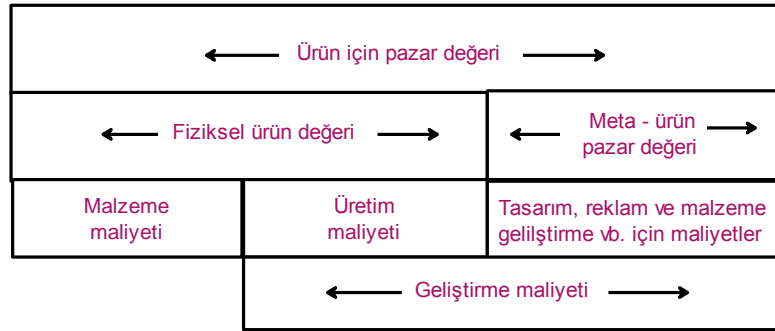 Ürün için pazar değeri
Fiziksel ürün değeri
Meta - ürün
pazar değeri
Malzeme
maliyeti
Üretim
maliyeti
Tasarım, reklam ve malzeme
gelilştirme vb. için maliyetler
Geliştirme maliyeti